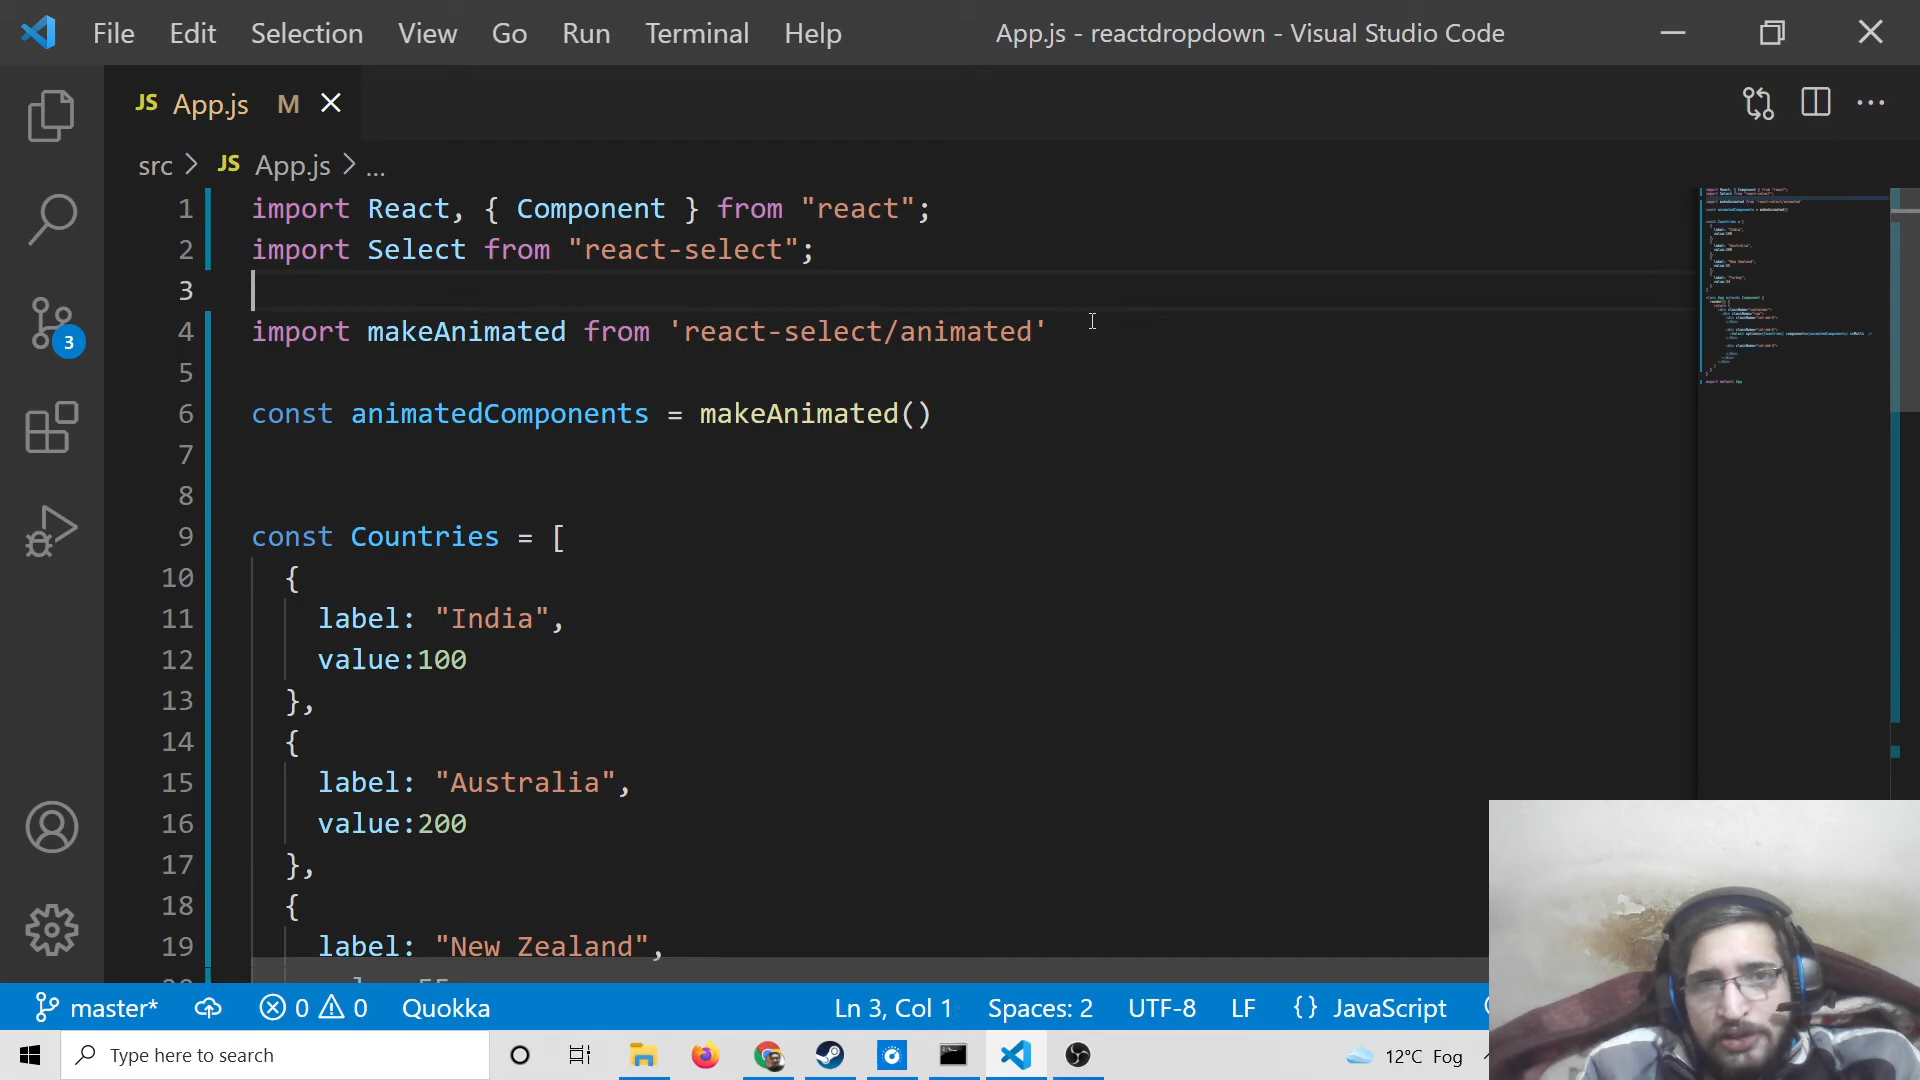 File Edit Selection View Go Run Terminal Help App.js - reactdropdown - Visual Studio Code
JS App.js M
src > JS App.js > ...
1 import React, { Component } from "react";
2 import Select from "react-select";
3
4 import makeAnimated from 'react-select/animated'
5
6 const animatedComponents = makeAnimated()
7
8
9 const Countries = [
10 {
11 label: "India",
12 value:100
13 },
14 {
15 label: "Australia",
16 value:200
17 },
18 {
19 label: "New Zealand",
3
master* 0 0 Quokka Ln 3, Col 1 Spaces: 2 UTF-8 LF {} JavaScript
Type here to search 12°C Fog